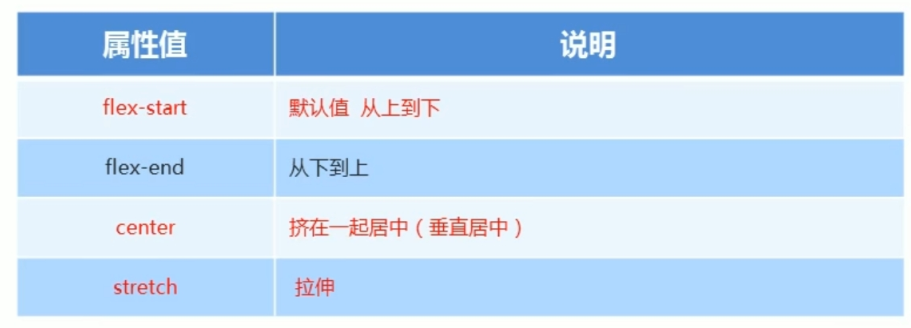 属性值 说明
flex-start 默认值 从上到下
flex-end 从下到上
center 挤在一起居中（垂直居中）
stretch 拉伸